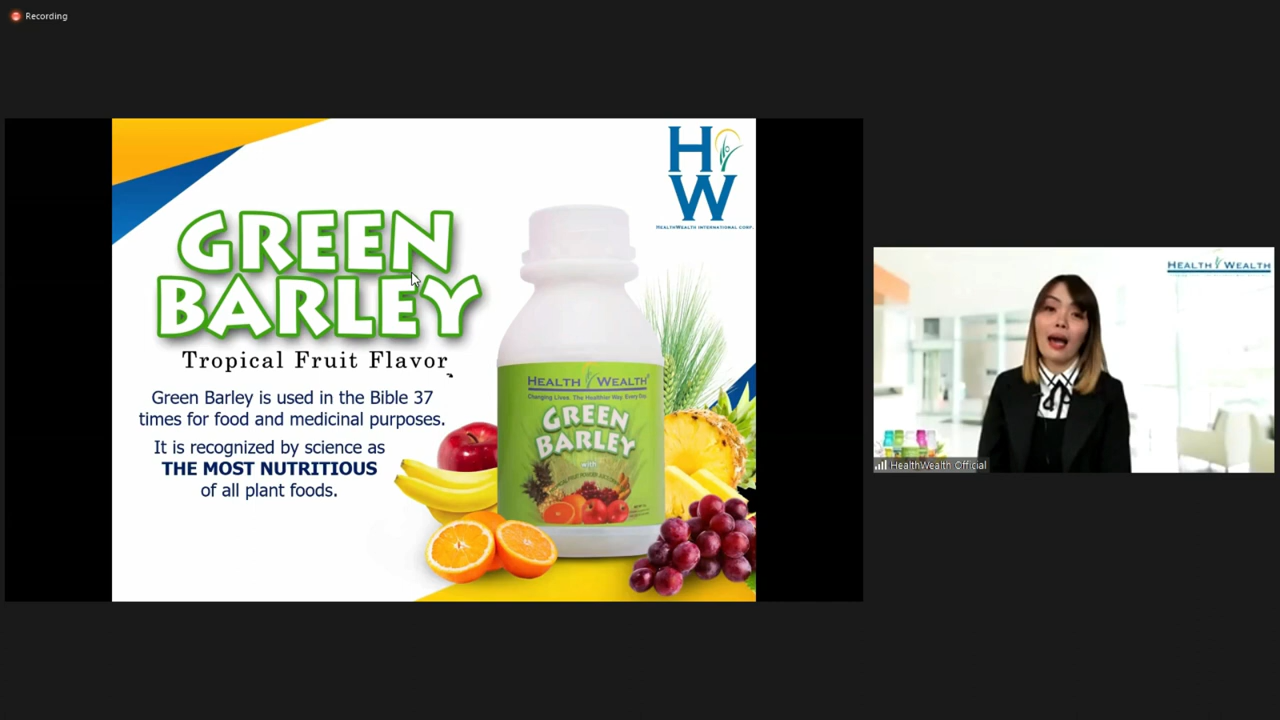 Recording
H
W
HEALTHWEALTH INTERNATIONAL CORP.
GREEN
BARLEY
Tropical Fruit Flavor
Green Barley is used in the Bible 37
times for food and medicinal purposes.
It is recognized by science as
THE MOST NUTRITIOUS
of all plant foods.
HEALTH WEALTH
Changing Lives. The Healthier Way. Every Day.
GREEN
BARLEY
with
HEALTH WEALTH
HealthWealth Official